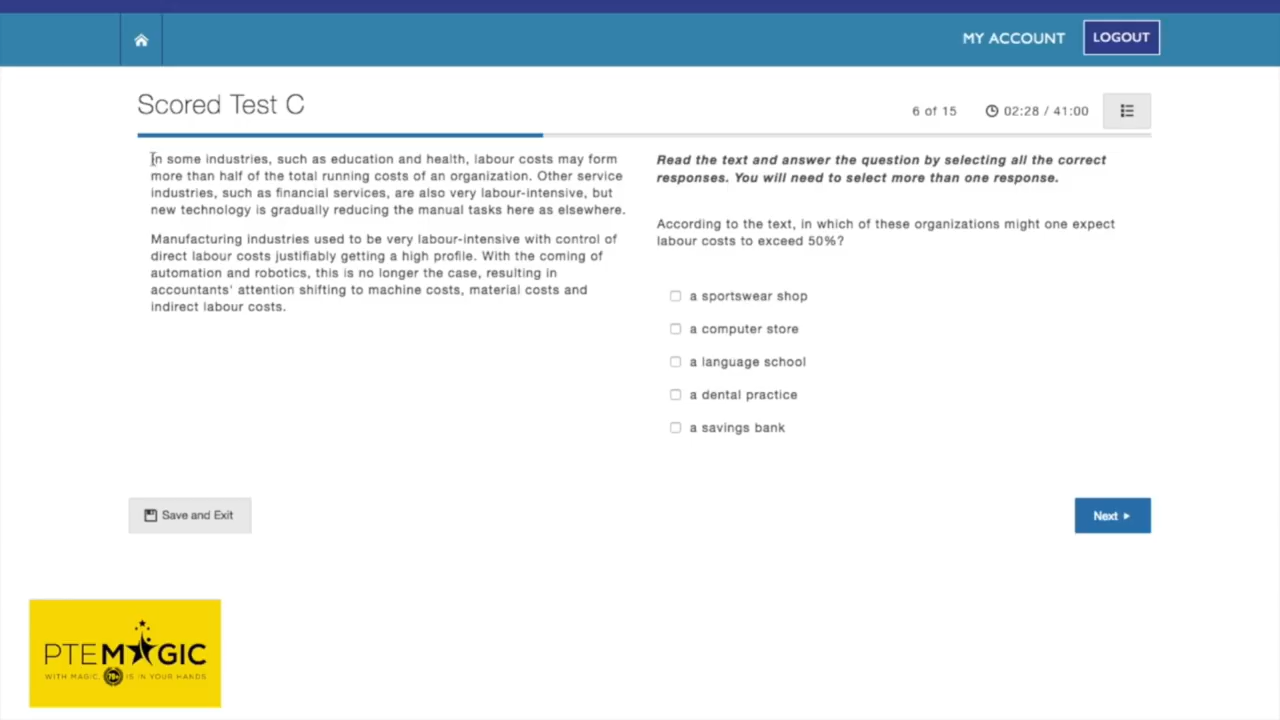 MY ACCOUNT
LOGOUT
Scored Test C
6 of 15
02:28 / 41:00
In some industries, such as education and health, labour costs may form
more than half of the total running costs of an organization. Other service
industries, such as financial services, are also very labour-intensive, but
new technology is gradually reducing the manual tasks here as elsewhere.
Manufacturing industries used to be very labour-intensive with control of
direct labour costs justifiably getting a high profile. With the coming of
automation and robotics, this is no longer the case, resulting in
accountants' attention shifting to machine costs, material costs and
indirect labour costs.
Read the text and answer the question by selecting all the correct
responses. You will need to select more than one response.
According to the text, in which of these organizations might one expect
labour costs to exceed 50%?
a sportswear shop
a computer store
a language school
a dental practice
a savings bank
Save and Exit
Next
PTEMAGIC
WITH MAGIC, 79+ IS IN YOUR HANDS